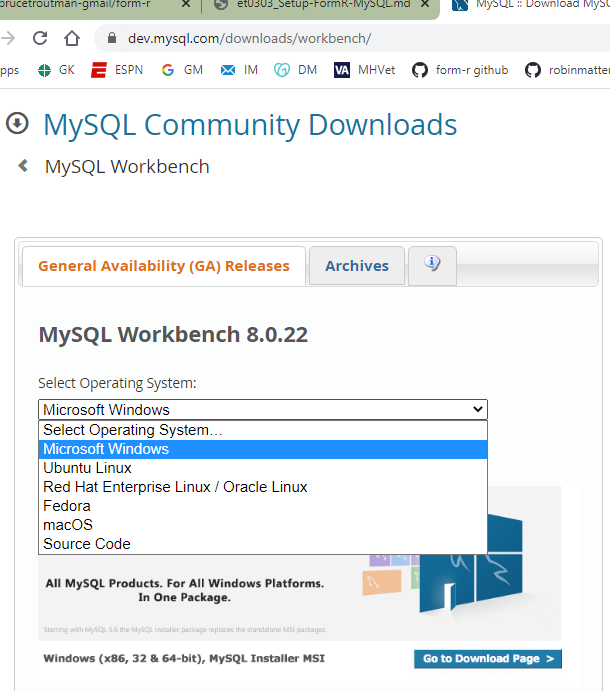 brucetroutman-gmail/form-r
et0303_Setup-FormR-MySQL.md
MySQL :: Download MySQL
dev.mysql.com/downloads/workbench/
pps GK ESPN GM IM DM VA MHVet form-r github robinmatter
MySQL Community Downloads
MySQL Workbench
General Availability (GA) Releases
Archives
MySQL Workbench 8.0.22
Select Operating System:
Microsoft Windows
Select Operating System…
Microsoft Windows
Ubuntu Linux
Red Hat Enterprise Linux / Oracle Linux
Fedora
macOS
Source Code
All MySQL Products. For All Windows Platforms.
In One Package.
Starting with MySQL 5.6 the MySQL Installer package replaces the standalone MSI packages.
Windows (x86, 32 & 64-bit), MySQL Installer MSI
Go to Download Page >